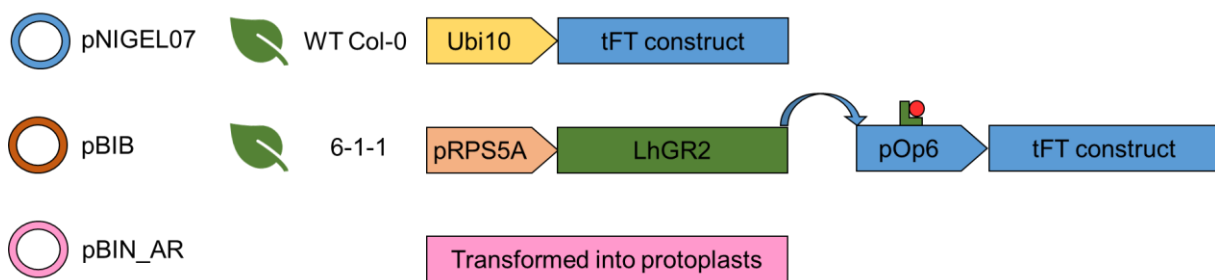 pNIGEL07 WT Col-0 Ubi10 tFT construct
pBIB 6-1-1 pRPS5A LhGR2 pOp6 tFT construct
pBIN_AR Transformed into protoplasts